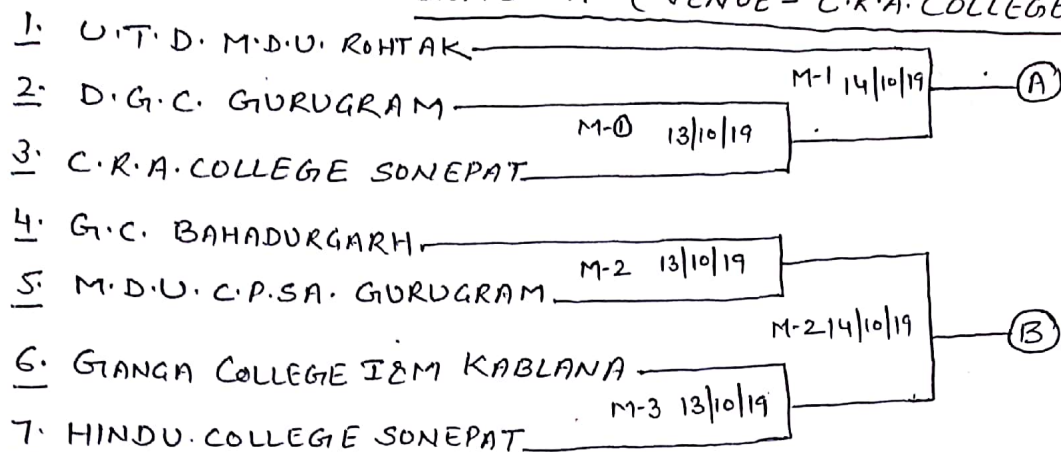 (VENUE - C.R.A. COLLEGE
1. U.T.D. M.D.U. ROHTAK
M-1 14/10/19
A
2. D.G.C. GURUGRAM
M-1 13/10/19
3. C.R.A. COLLEGE SONEPAT
4. G.C. BAHADURGARH
M-2 13/10/19
5. M.D.U. C.P.SA. GURUGRAM
M-2 14/10/19
B
6. GANGA COLLEGE I&M KABLANA
M-3 13/10/19
7. HINDU. COLLEGE SONEPAT